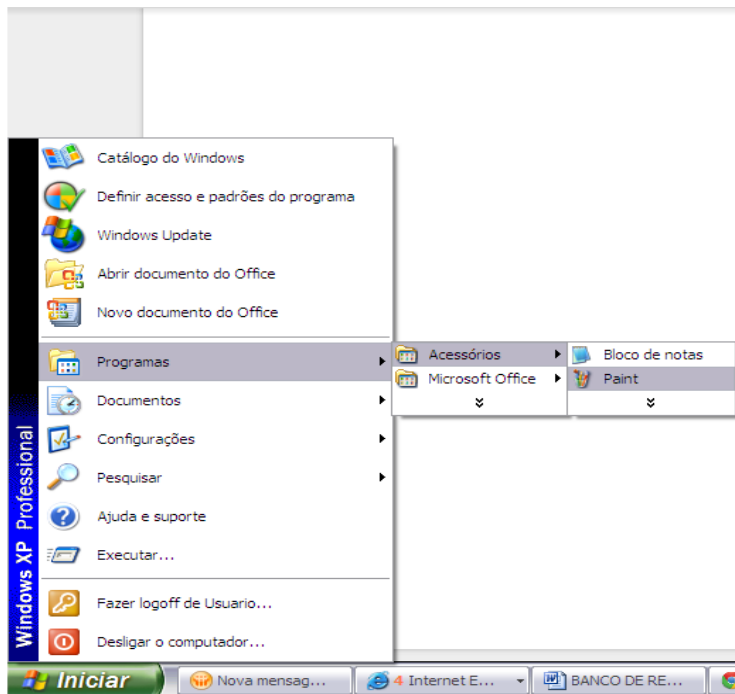 Catálogo do Windows
Definir acesso e padrões do programa
Windows Update
Abrir documento do Office
Novo documento do Office
Programas
Documentos
Configurações
Pesquisar
Ajuda e suporte
Executar...
Fazer logoff de Usuario...
Desligar o computador...
Windows XP Professional
Acessórios
Microsoft Office
Bloco de notas
Paint
Iniciar
Nova mensag...
4 Internet E...
BANCO DE RE...